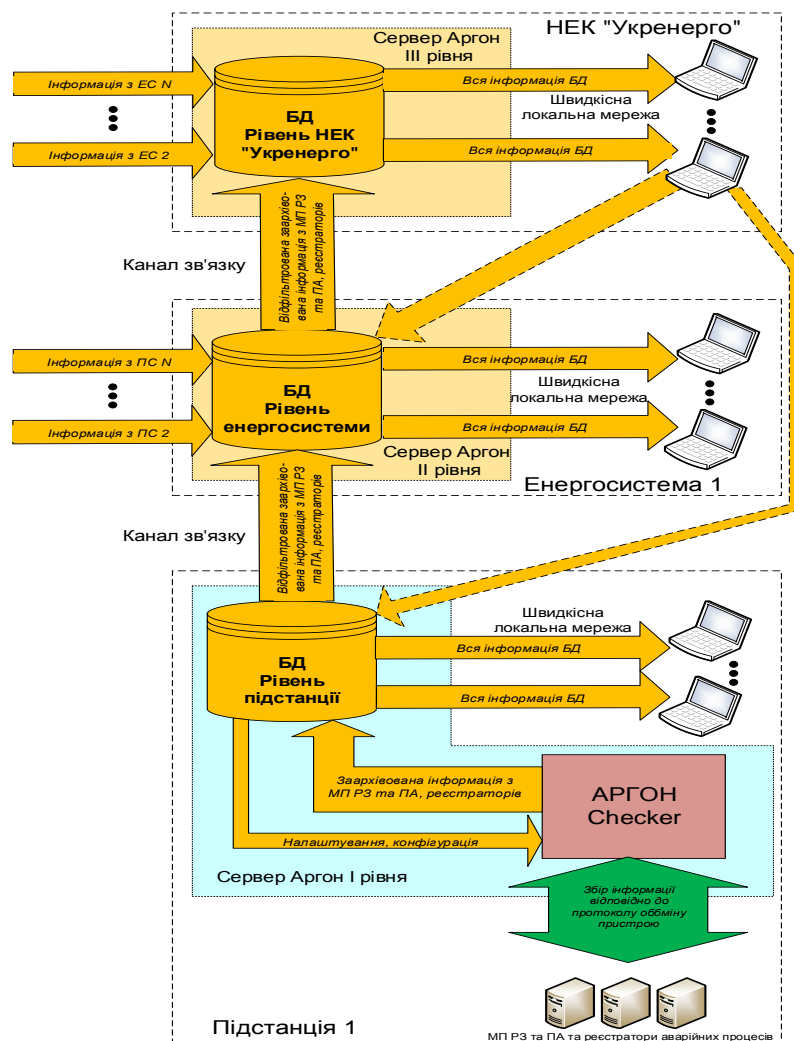 НЕК "Укренерго"
Сервер Аргон
III рівня
Інформація з ЕС N
Вся інформація БД
БД
Рівень НЕК
"Укренерго"
Швидкісна
локальна мережа
Інформація з ЕС 2
Вся інформація БД
Канал зв'язку
Відфільтрована заархіво-
вана інформація з МП РЗ
та ПА, реєстраторів
Інформація з ПС N
Вся інформація БД
БД
Рівень
енергосистеми
Швидкісна
локальна мережа
Інформація з ПС 2
Вся інформація БД
Сервер Аргон
II рівня
Енергосистема 1
Канал зв'язку
Відфільтрована заархіво-
вана інформація з МП РЗ
та ПА, реєстраторів
Швидкісна
локальна мережа
Вся інформація БД
БД
Рівень
підстанції
Вся інформація БД
Заархівована інформація з
МП РЗ та ПА, реєстраторів
АРГОН
Checker
Налаштування, конфігурація
Сервер Аргон I рівня
Збір інформації
відповідно до
протоколу оббміну
пристрою
Підстанція 1
МП РЗ та ПА та реєстратори аварійних процесів